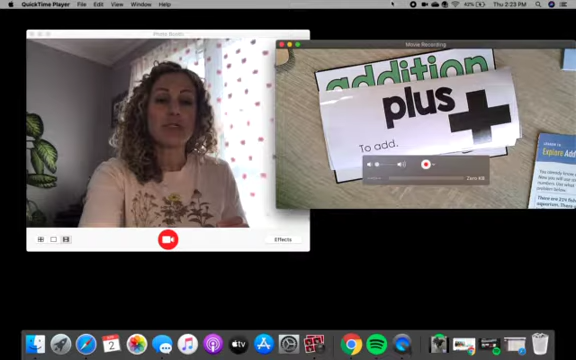 QuickTime Player File Edit View Window Help
42% Thu 2:23 PM
Photo Booth
Movie Recording
addition
plus +
To add.
Zero KB
Effects
Explore Add